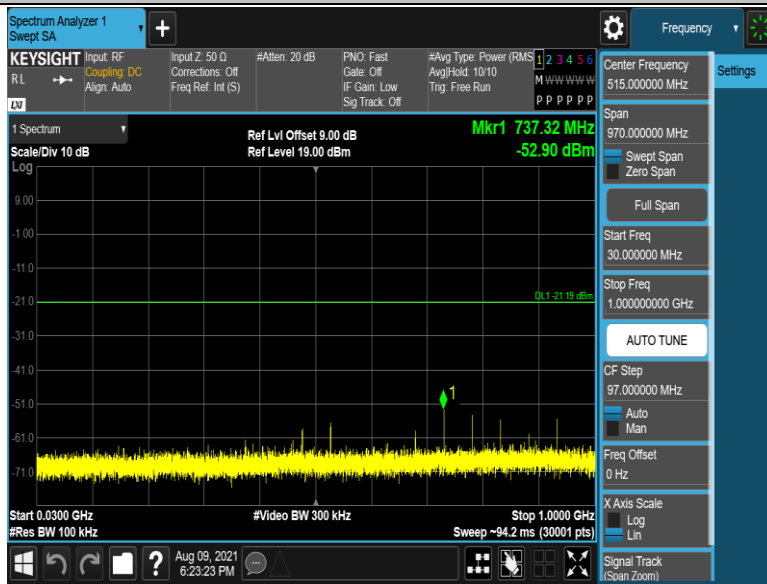 Spectrum Analyzer 1
Swept SA
+
Frequency
KEYSIGHT
RL
LXI
Input: RF
Coupling: DC
Align: Auto
Input Z: 50 Ω
Corrections: Off
Freq Ref: Int (S)
#Atten: 20 dB
PNO: Fast
Gate: Off
IF Gain: Low
Sig Track: Off
#Avg Type: Power (RMS
Avg|Hold: 10/10
Trig: Free Run
1 2 3 4 5 6
M W W W W W
P P P P P P
1 Spectrum
Scale/Div 10 dB
Log
Ref Lvl Offset 9.00 dB
Ref Level 19.00 dBm
Mkr1 737.32 MHz
-52.90 dBm
9.00
-1.00
-11.0
-21.0
-31.0
-41.0
-51.0
-61.0
-71.0
DL1 -21.19 dBm
1
Start 0.0300 GHz
#Res BW 100 kHz
#Video BW 300 kHz
Stop 1.0000 GHz
Sweep ~94.2 ms (30001 pts)
?
Aug 09, 2021
6:23:23 PM
Center Frequency
515.000000 MHz
Span
970.000000 MHz
Swept Span
Zero Span
Full Span
Start Freq
30.000000 MHz
Stop Freq
1.000000000 GHz
AUTO TUNE
CF Step
97.000000 MHz
Auto
Man
Freq Offset
0 Hz
X Axis Scale
Log
Lin
Signal Track
(Span Zoom)
Settings